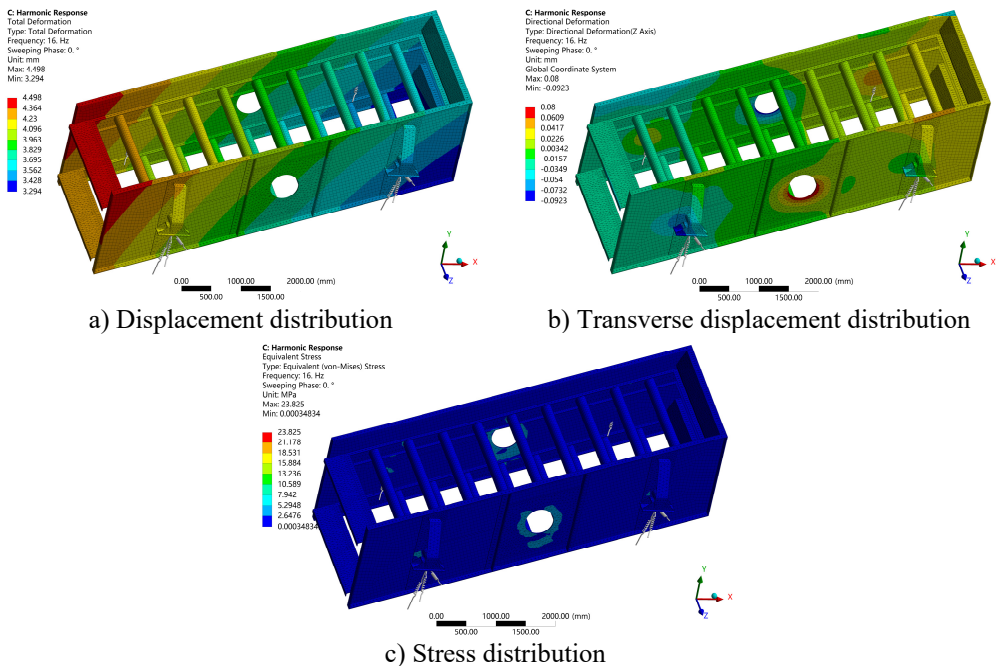 C: Harmonic Response
Total Deformation
Type: Total Deformation
Frequency: 16. Hz
Sweeping Phase: 0. °
Unit: mm
Max: 4.498
Min: 3.294
4.498
4.364
4.23
4.096
3.963
3.829
3.695
3.562
3.428
3.294
0.00 1000.00 2000.00 (mm)
500.00 1500.00
Y
X
Z
a) Displacement distribution
C: Harmonic Response
Directional Deformation
Type: Directional Deformation(Z Axis)
Frequency: 16. Hz
Sweeping Phase: 0. °
Unit: mm
Global Coordinate System
Max: 0.08
Min: -0.0923
0.08
0.0609
0.0417
0.0226
0.00342
-0.0157
-0.0349
-0.054
-0.0732
-0.0923
0.00 1000.00 2000.00 (mm)
500.00 1500.00
Y
X
Z
b) Transverse displacement distribution
C: Harmonic Response
Equivalent Stress
Type: Equivalent (von-Mises) Stress
Frequency: 16. Hz
Sweeping Phase: 0. °
Unit: MPa
Max: 23.825
Min: 0.00034834
23.825
21.178
18.531
15.884
13.236
10.589
7.942
5.2948
2.6476
0.00034834
0.00 1000.00 2000.00 (mm)
500.00 1500.00
Y
X
Z
c) Stress distribution